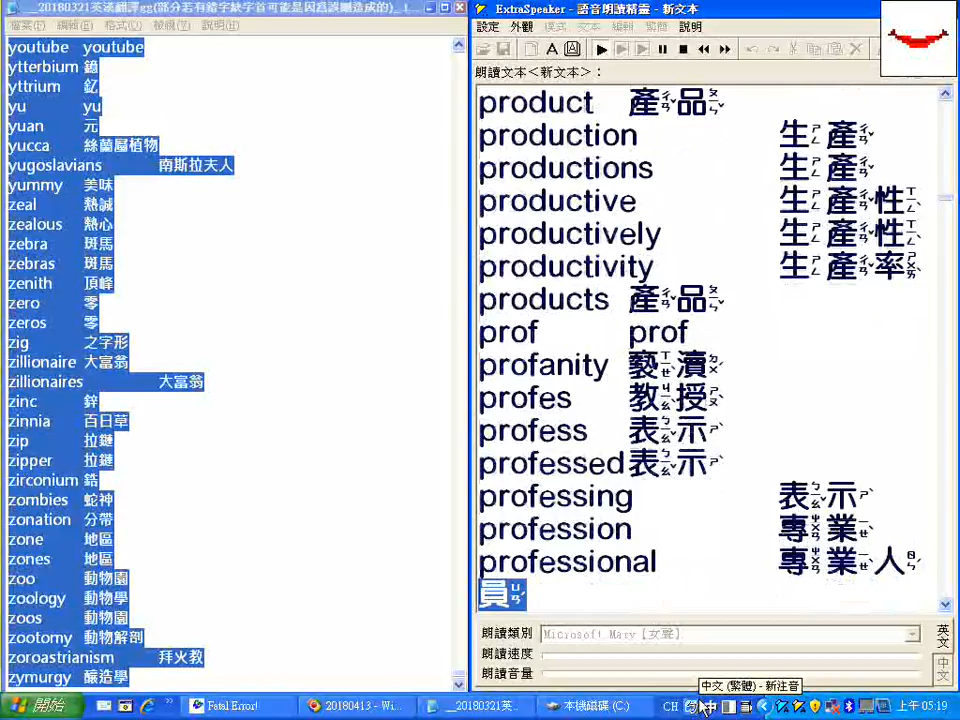 __20180321英漢翻譯gg(部分若有錯字缺字首可能是因為誤翻造成的)_
檔案(F) 編輯(E) 格式(O) 檢視(V) 說明(H)
youtube youtube
ytterbium 鐿
yttrium 釔
yu yu
yuan 元
yucca 絲蘭屬植物
yugoslavians 南斯拉夫人
yummy 美味
zeal 熱誠
zealous 熱心
zebra 斑馬
zebras 斑馬
zenith 頂峰
zero 零
zeros 零
zig 之字形
zillionaire 大富翁
zillionaires 大富翁
zinc 鋅
zinnia 百日草
zip 拉鏈
zipper 拉鏈
zirconium 鋯
zombies 蛇神
zonation 分帶
zone 地區
zones 地區
zoo 動物園
zoology 動物學
zoos 動物園
zootomy 動物解剖
zoroastrianism 拜火教
zymurgy 釀造學
ExtraSpeaker - 語音朗讀精靈 - 新文本
設定 外觀 模式 文本 編輯 繁簡 說明
朗讀文本<新文本>：
product 產品
production 生產
productions 生產
productive 生產性
productively 生產性
productivity 生產率
products 產品
prof prof
profanity 褻瀆
profes 教授
profess 表示
professed 表示
professing 表示
profession 專業
professional 專業人
員
朗讀類別 Microsoft Mary【女聲】
朗讀速度
朗讀音量
英文
中文
中文 (繁體) - 新注音
開始 Fatal Error! 20180413 - Wi... __20180321英... 本機磁碟 (C:) CH 上午 05:19